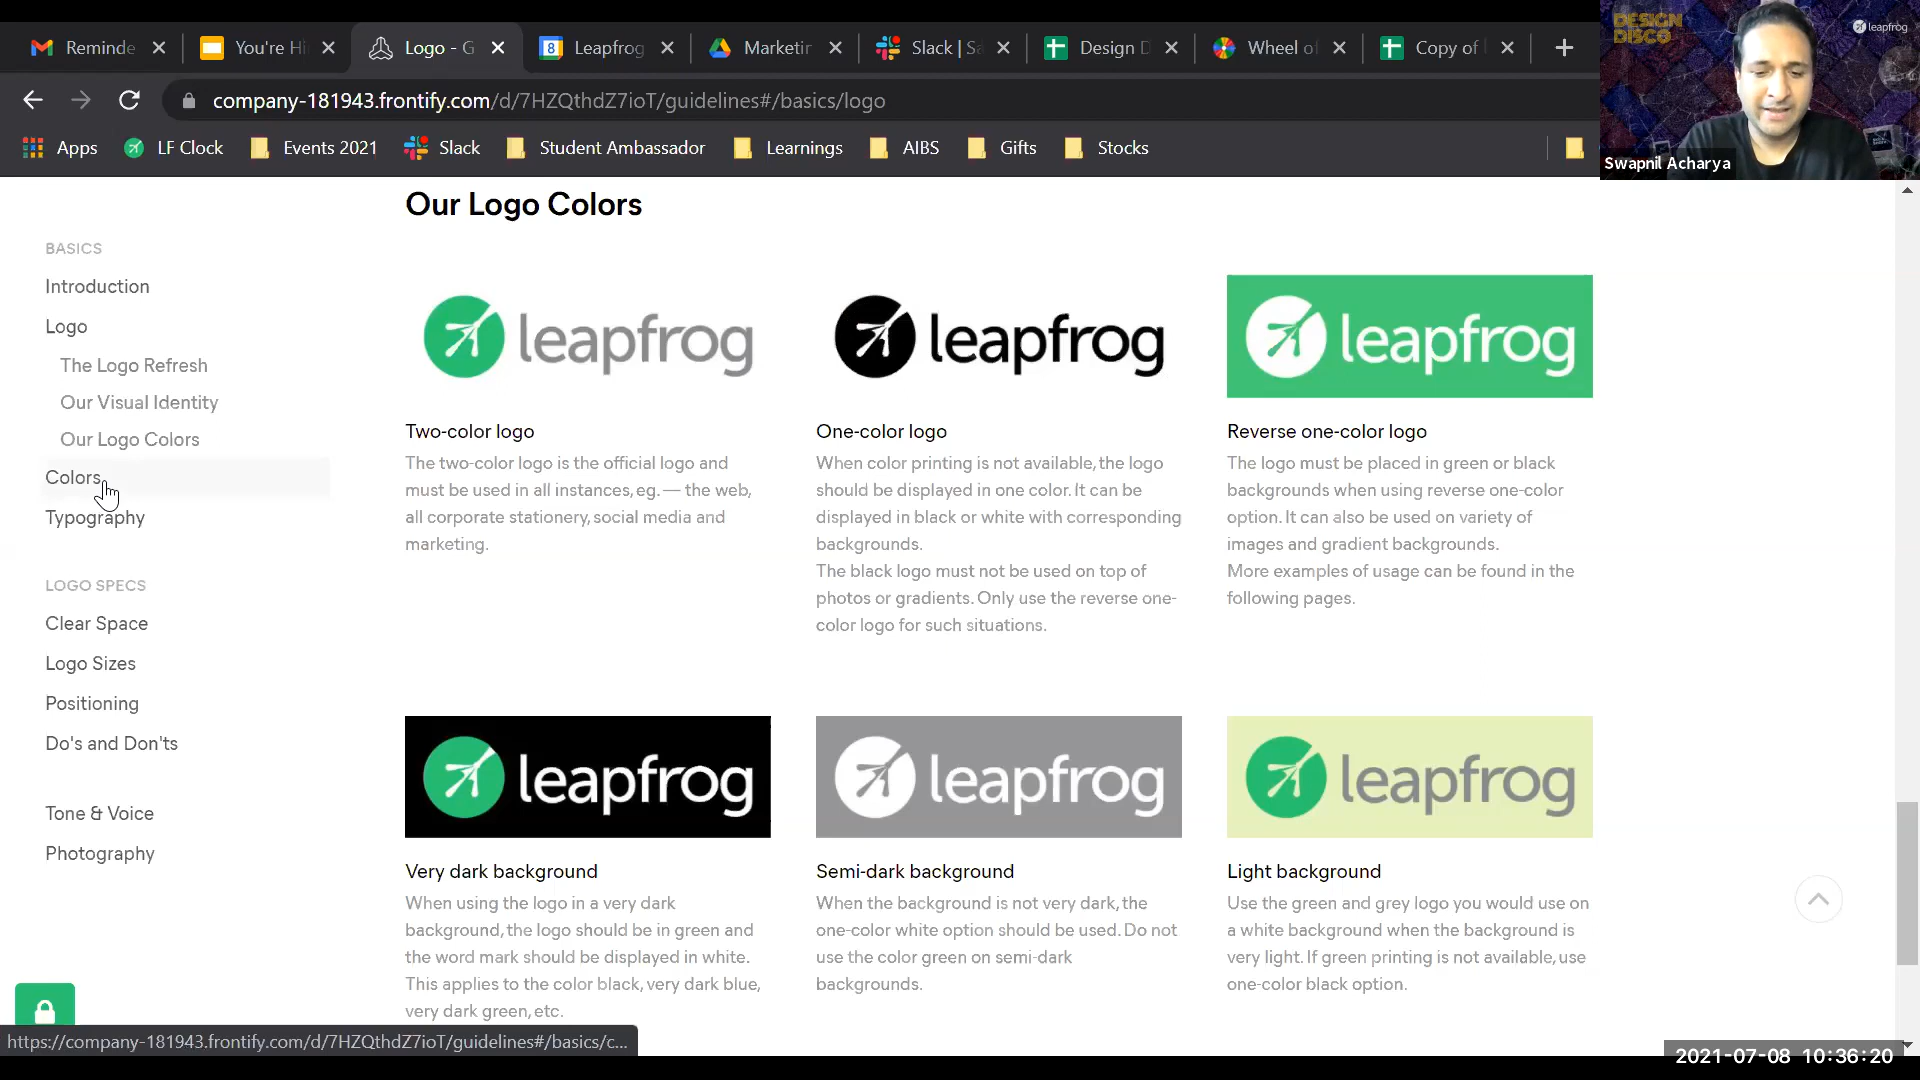 Reminde
You're Hi
Logo - G
8
Leapfrog
Marketin
Slack | Sa
Design D
Wheel of
Copy of
company-181943.frontify.com/d/7HZQthdZ7ioT/guidelines#/basics/logo
Apps
LF Clock
Events 2021
Slack
Student Ambassador
Learnings
AIBS
Gifts
Stocks
DESIGN
DISCO
leapfrog
Swapnil Acharya
BASICS
Introduction
Logo
The Logo Refresh
Our Visual Identity
Our Logo Colors
Colors
Typography
LOGO SPECS
Clear Space
Logo Sizes
Positioning
Do's and Don'ts
Tone & Voice
Photography
Our Logo Colors
leapfrog
Two-color logo
The two-color logo is the official logo and
must be used in all instances, eg. — the web,
all corporate stationery, social media and
marketing.
leapfrog
One-color logo
When color printing is not available, the logo
should be displayed in one color. It can be
displayed in black or white with corresponding
backgrounds.
The black logo must not be used on top of
photos or gradients. Only use the reverse one-
color logo for such situations.
leapfrog
Reverse one-color logo
The logo must be placed in green or black
backgrounds when using reverse one-color
option. It can also be used on variety of
images and gradient backgrounds.
More examples of usage can be found in the
following pages.
leapfrog
Very dark background
When using the logo in a very dark
background, the logo should be in green and
the word mark should be displayed in white.
This applies to the color black, very dark blue,
very dark green, etc.
leapfrog
Semi-dark background
When the background is not very dark, the
one-color white option should be used. Do not
use the color green on semi-dark
backgrounds.
leapfrog
Light background
Use the green and grey logo you would use on
a white background when the background is
very light. If green printing is not available, use
one-color black option.
https://company-181943.frontify.com/d/7HZQthdZ7ioT/guidelines#/basics/c...
2021-07-08 10:36:20